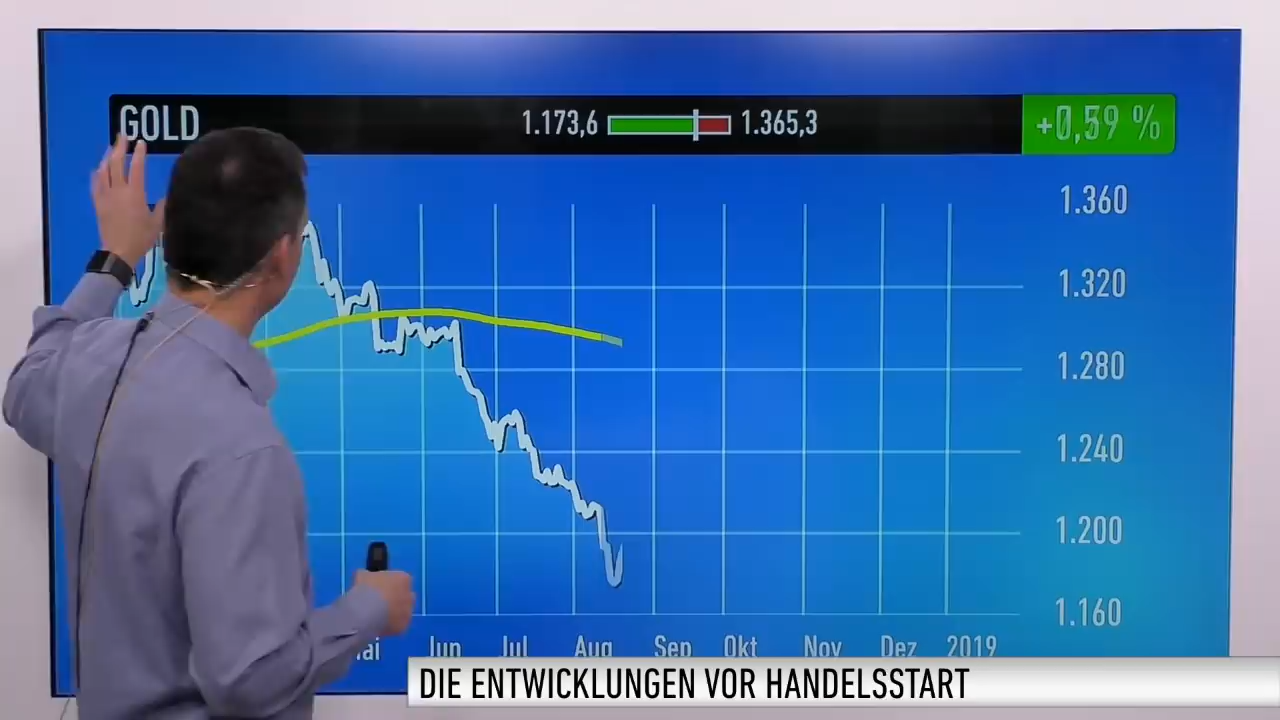 GOLD 1.173,6 1.365,3 +0,59 %
1.360
1.320
1.280
1.240
1.200
1.160
Jun Jul Aug Sep Okt Nov Dez 2019
DIE ENTWICKLUNGEN VOR HANDELSSTART